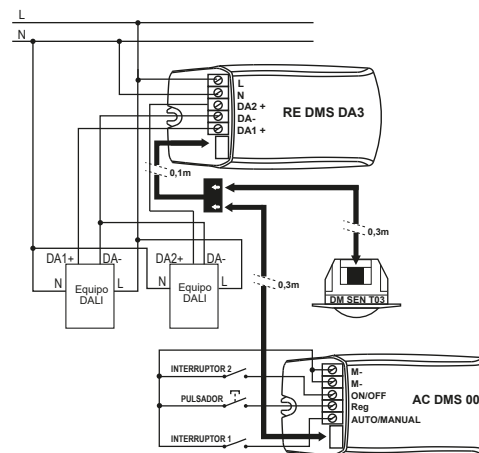 L
N
L
N
DA2 +
DA-
DA1 +
RE DMS DA3
0,1m
0,3m
DA1+ DA-
DA2+ DA-
N Equipo DALI L
N Equipo DALI L
0,3m
DM SEN T03
INTERRUPTOR 2
PULSADOR
INTERRUPTOR 1
M-
M-
ON/OFF
Reg
AUTO/MANUAL
AC DMS 00